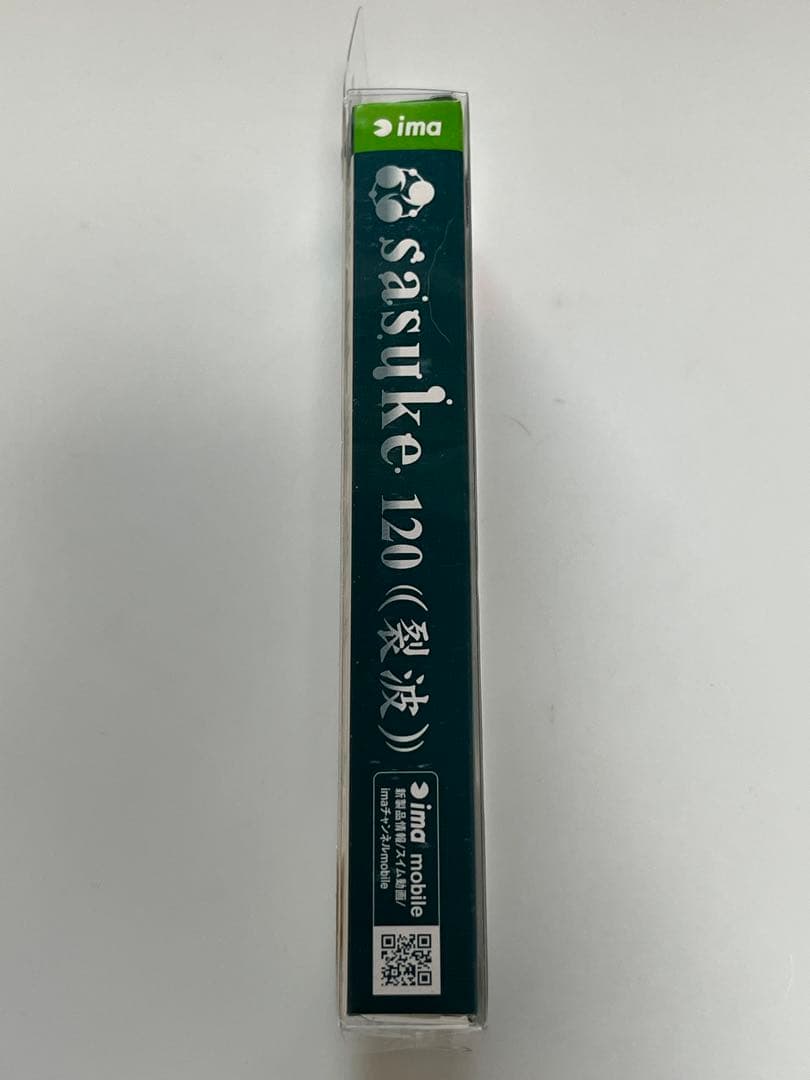 ima
sasuke 120 ((裂波))
ima mobile
新製品情報/スイム動画/
imaチャンネルmobile